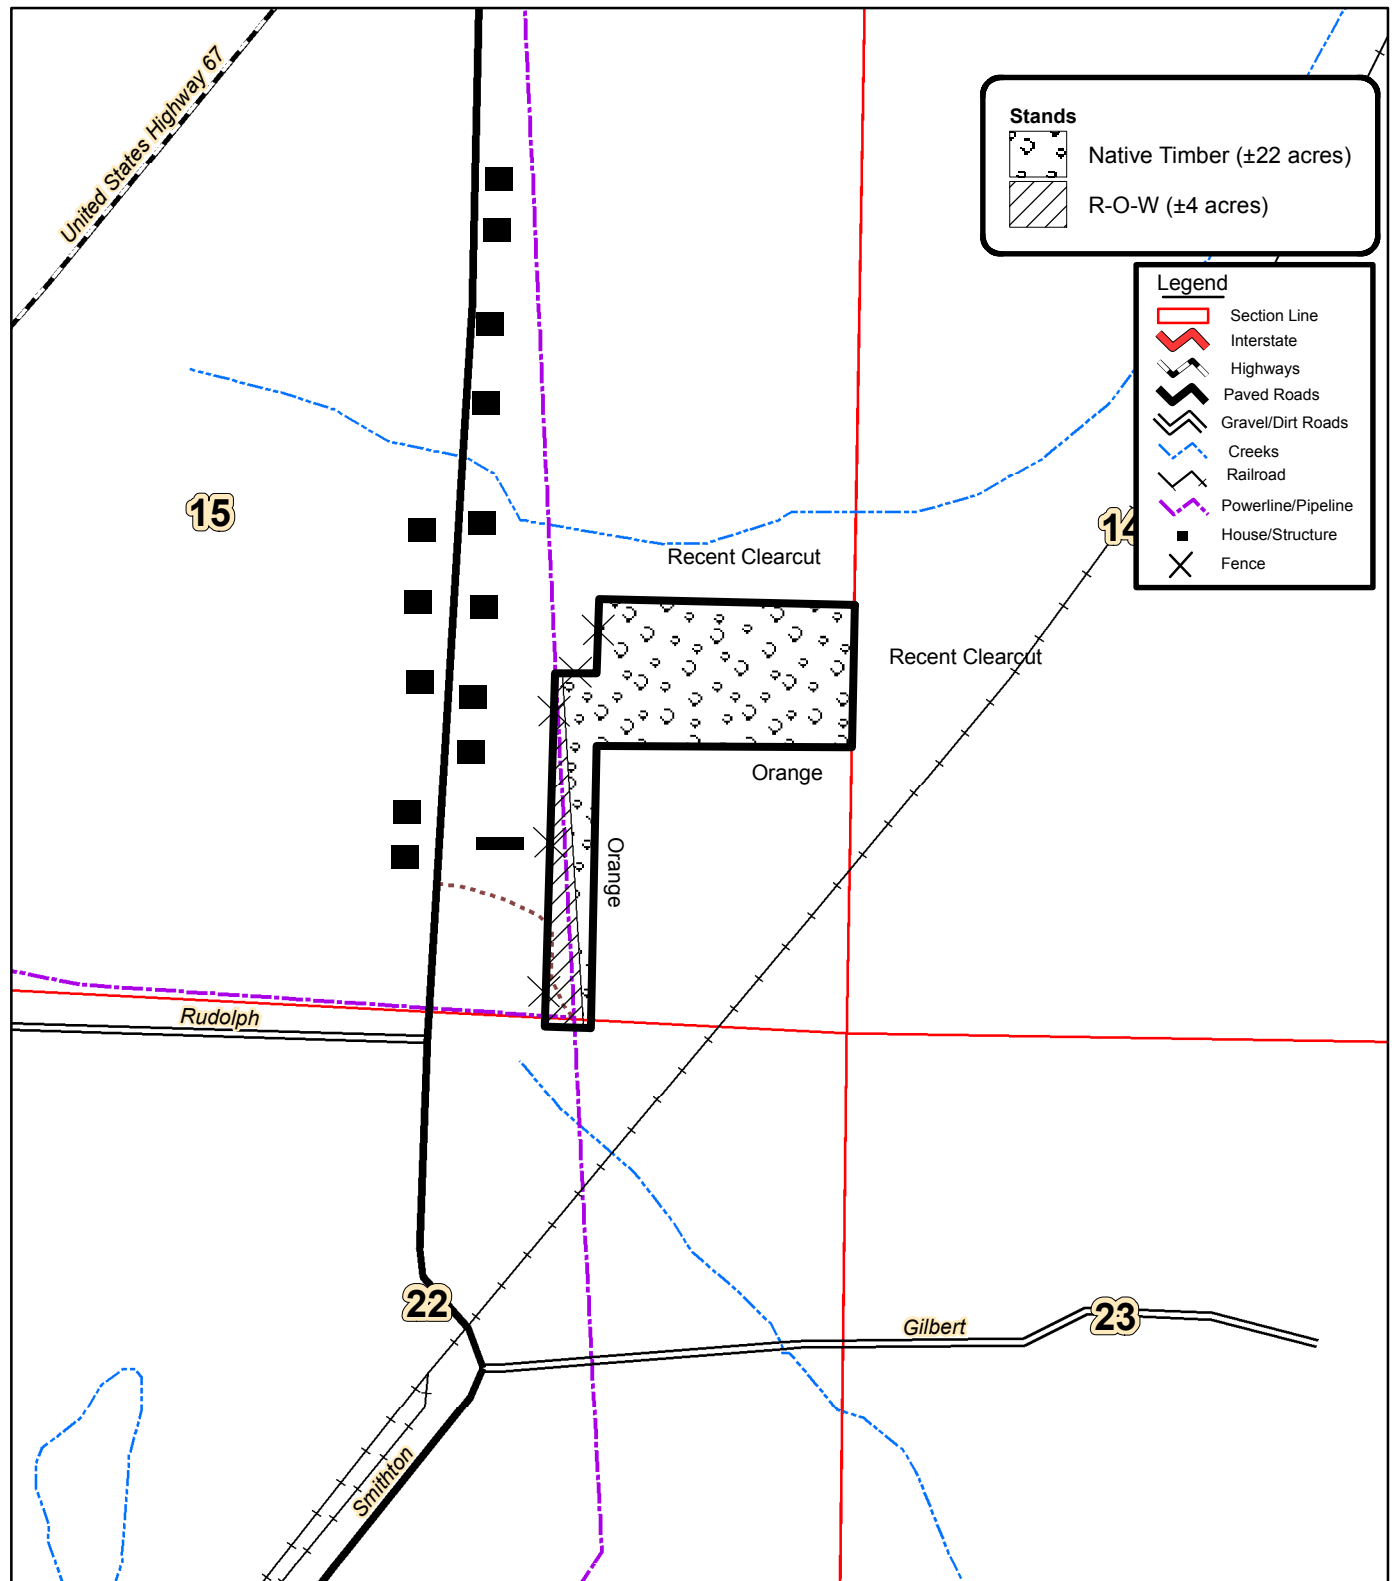 United States Highway 67
Stands
Native Timber (±22 acres)
R-O-W (±4 acres)
Legend
Section Line
Interstate
Highways
Paved Roads
Gravel/Dirt Roads
Creeks
Railroad
Powerline/Pipeline
House/Structure
Fence
15
14
Recent Clearcut
Recent Clearcut
Orange
Orange
Rudolph
22
Gilbert
23
Smithton